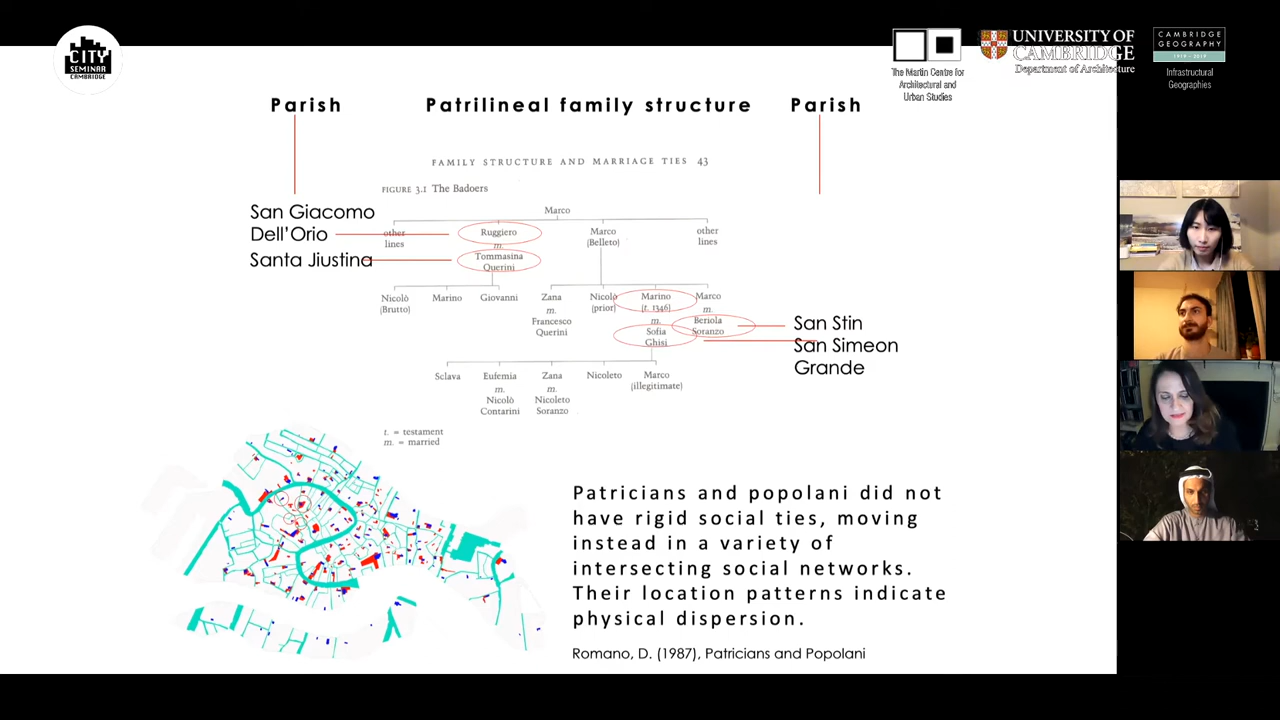 CITY
SEMINAR
CAMBRIDGE
The Martin Centre for
Architectural and
Urban Studies
UNIVERSITY OF
CAMBRIDGE
Department of Architecture
CAMBRIDGE
GEOGRAPHY
1919 - 2019
Infrastructural
Geographies
Parish
Patrilineal family structure
Parish
FAMILY STRUCTURE AND MARRIAGE TIES 43
FIGURE 3.1 The Badoers
San Giacomo
Dell'Orio
Santa Jiustina
Marco
other
lines
Ruggiero
m.
Tommasina
Querini
Marco
(Belleto)
other
lines
Nicolò
(Brutto)
Marino
Giovanni
Zana
m.
Francesco
Querini
Nicolò
(prior)
Marino
(t. 1346)
m.
Sofia
Ghisi
Marco
m.
Beriola
Soranzo
San Stin
San Simeon
Grande
Sclava
Eufemia
m.
Nicolò
Contarini
Zana
m.
Nicoleto
Soranzo
Nicoleto
Marco
(illegitimate)
t. = testament
m. = married
Patricians and popolani did not
have rigid social ties, moving
instead in a variety of
intersecting social networks.
Their location patterns indicate
physical dispersion.
Romano, D. (1987), Patricians and Popolani